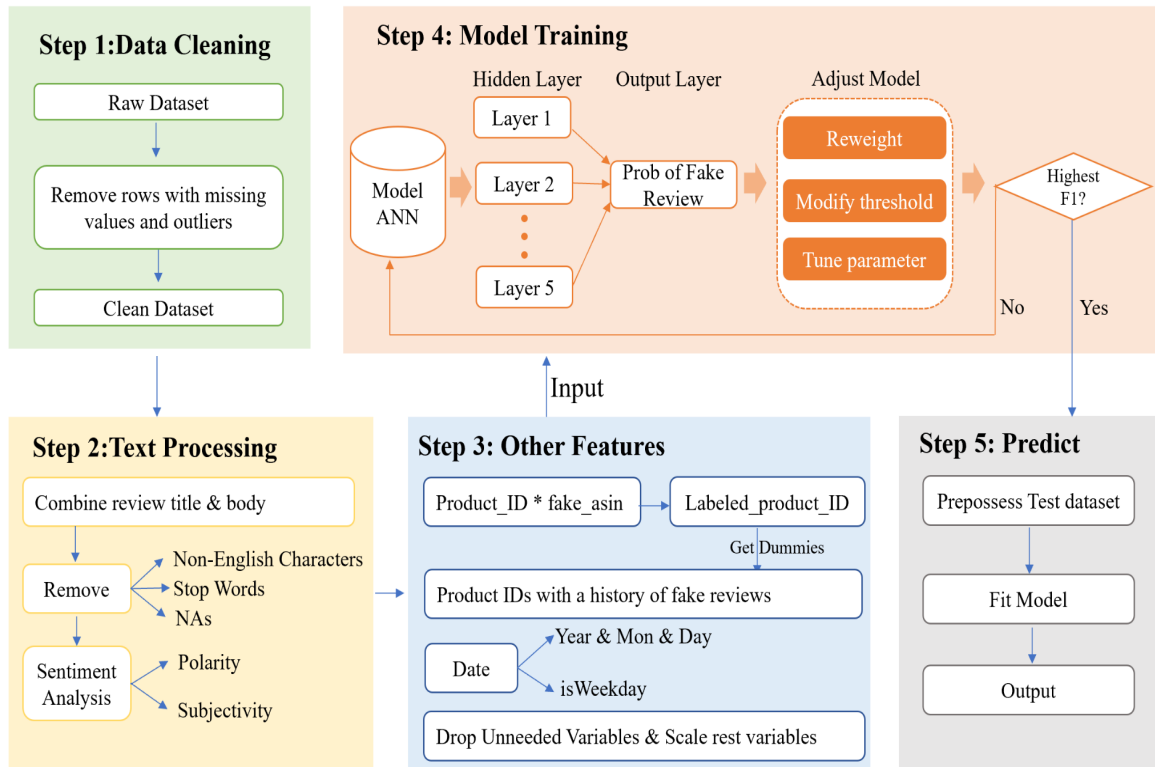 Step 1:Data Cleaning
Raw Dataset
Remove rows with missing
values and outliers
Clean Dataset
Step 4: Model Training
Hidden Layer
Output Layer
Adjust Model
Model
ANN
Layer 1
Layer 2
Layer 5
Prob of Fake
Review
Reweight
Modify threshold
Tune parameter
Highest
F1?
No
Yes
Input
Step 2:Text Processing
Combine review title & body
Remove
Non-English Characters
Stop Words
NAs
Sentiment
Analysis
Polarity
Subjectivity
Step 3: Other Features
Product_ID * fake_asin
Labeled_product_ID
Get Dummies
Product IDs with a history of fake reviews
Date
Year & Mon & Day
isWeekday
Drop Unneeded Variables & Scale rest variables
Step 5: Predict
Prepossess Test dataset
Fit Model
Output